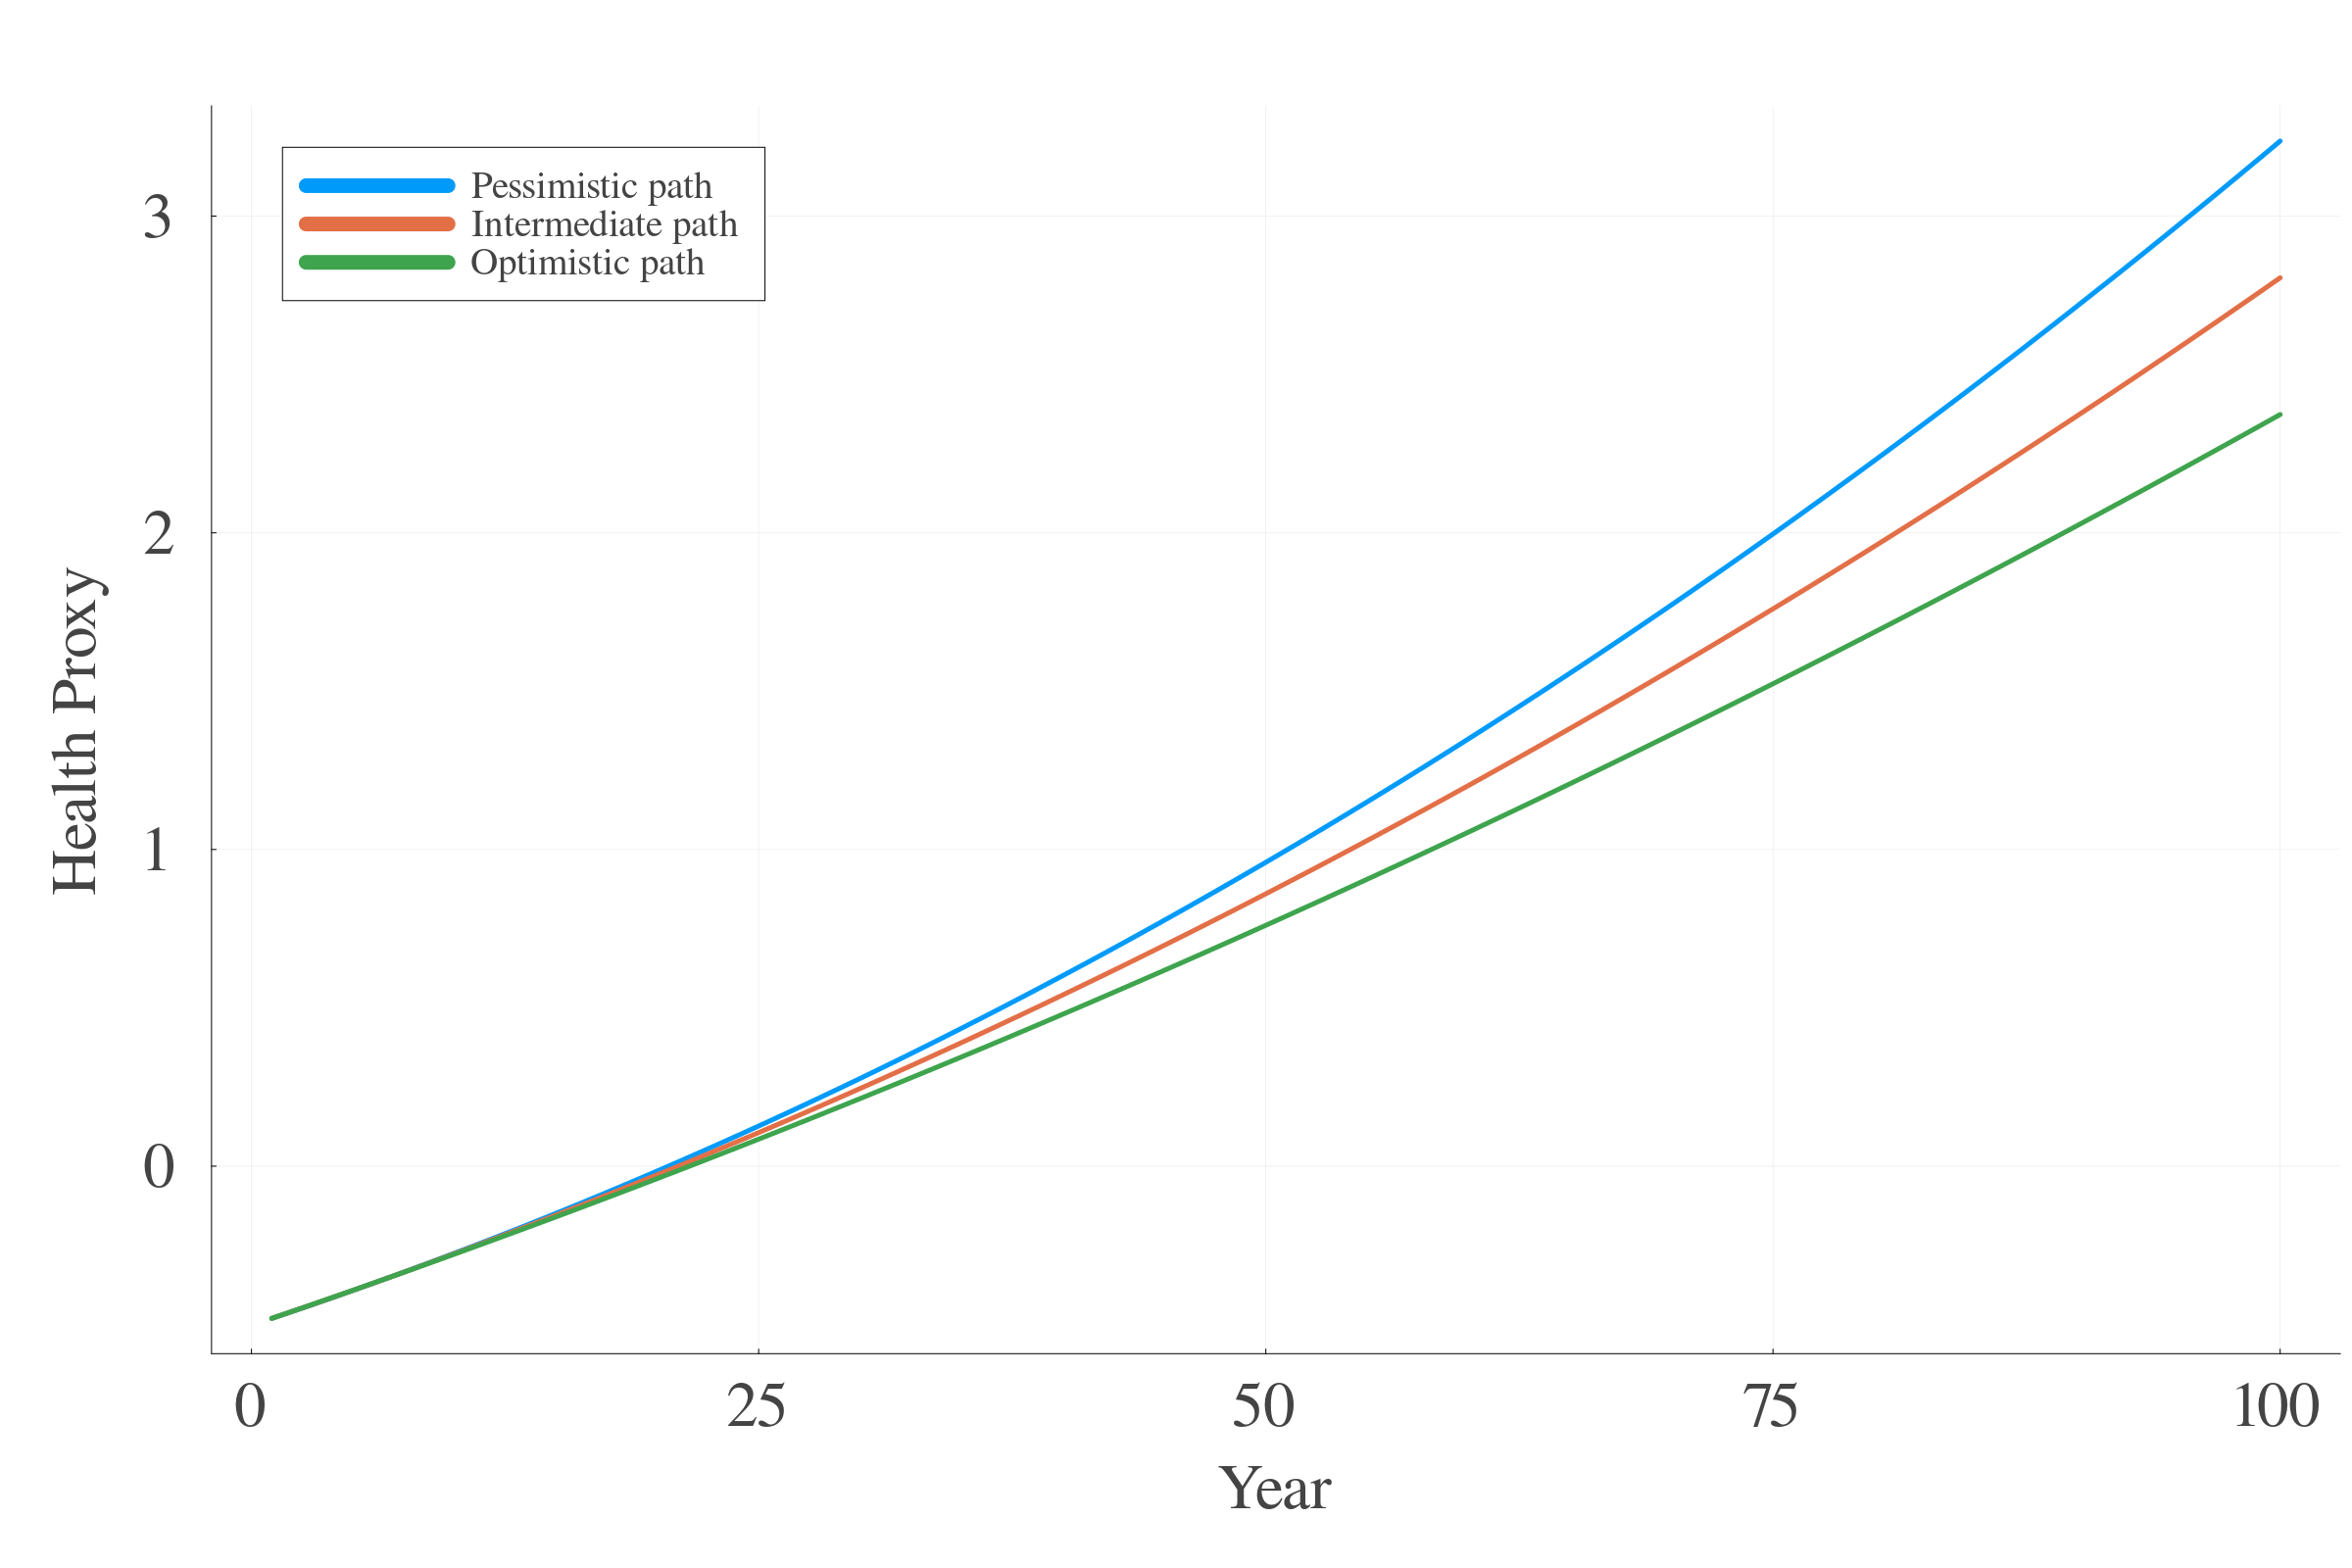 Pessimistic path
Intermediate path
Optimistic path
3
2
1
0
Health Proxy
0 25 50 75 100
Year